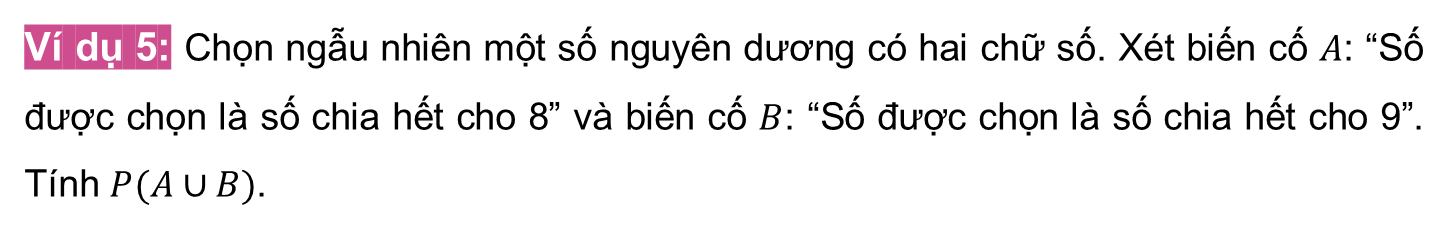 Ví dụ 5: Chọn ngẫu nhiên một số nguyên dương có hai chữ số. Xét biến cố A: “Số
được chọn là số chia hết cho 8” và biến cố B: “Số được chọn là số chia hết cho 9”.
Tính P(A ∪ B).